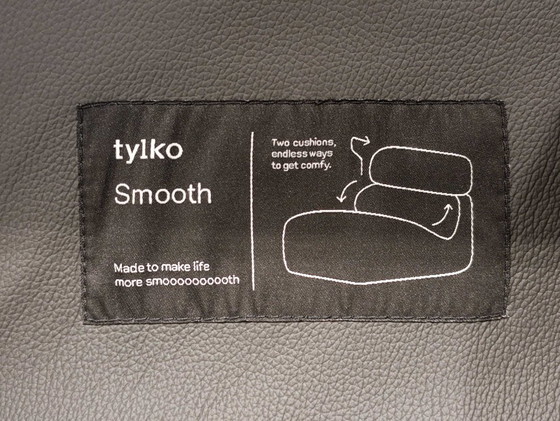 tylko
Smooth
Made to make life
more smoooooooooth
Two cushions,
endless ways
to get comfy.